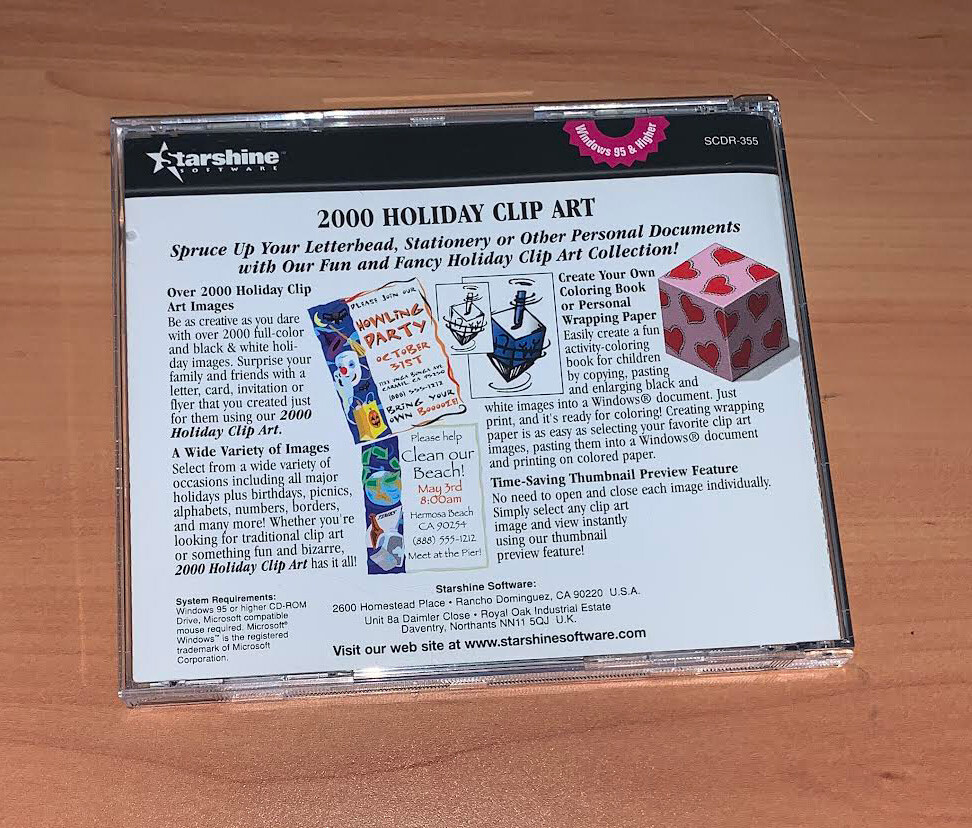 Starshine™
SOFTWARE
Windows 95 & Higher
SCDR-355
2000 HOLIDAY CLIP ART
Spruce Up Your Letterhead, Stationery or Other Personal Documents
with Our Fun and Fancy Holiday Clip Art Collection!
Over 2000 Holiday Clip
Art Images
Be as creative as you dare
with over 2000 full-color
and black & white holi-
day images. Surprise your
family and friends with a
letter, card, invitation or
flyer that you created just
for them using our 2000
Holiday Clip Art.
A Wide Variety of Images
Select from a wide variety of
occasions including all major
holidays plus birthdays, picnics,
alphabets, numbers, borders,
and many more! Whether you're
looking for traditional clip art
or something fun and bizarre,
2000 Holiday Clip Art has it all!
PLEASE JOIN OUR
HOWLING
PARTY
OCTOBER
31ST
CARMEL, CA 95250
(888) 555-1212
BRING YOUR
OWN BOOOOZE!
Please help
Clean our
Beach!
May 3rd
8:00am
Hermosa Beach
CA 90254
(888) 555-1212
Meet at the Pier!
Create Your Own
Coloring Book
or Personal
Wrapping Paper
Easily create a fun
activity-coloring
book for children
by copying, pasting
and enlarging black and
white images into a Windows® document. Just
print, and it's ready for coloring! Creating wrapping
paper is as easy as selecting your favorite clip art
images, pasting them into a Windows® document
and printing on colored paper.
Time-Saving Thumbnail Preview Feature
No need to open and close each image individually.
Simply select any clip art
image and view instantly
using our thumbnail
preview feature!
System Requirements:
Windows 95 or higher CD-ROM
Drive, Microsoft compatible
mouse required. Microsoft®
Windows™ is the registered
trademark of Microsoft
Corporation.
Starshine Software:
2600 Homestead Place • Rancho Dominguez, CA 90220 U.S.A.
Unit 8a Daimler Close • Royal Oak Industrial Estate
Daventry, Northants NN11 5QJ U.K.
Visit our web site at www.starshinesoftware.com